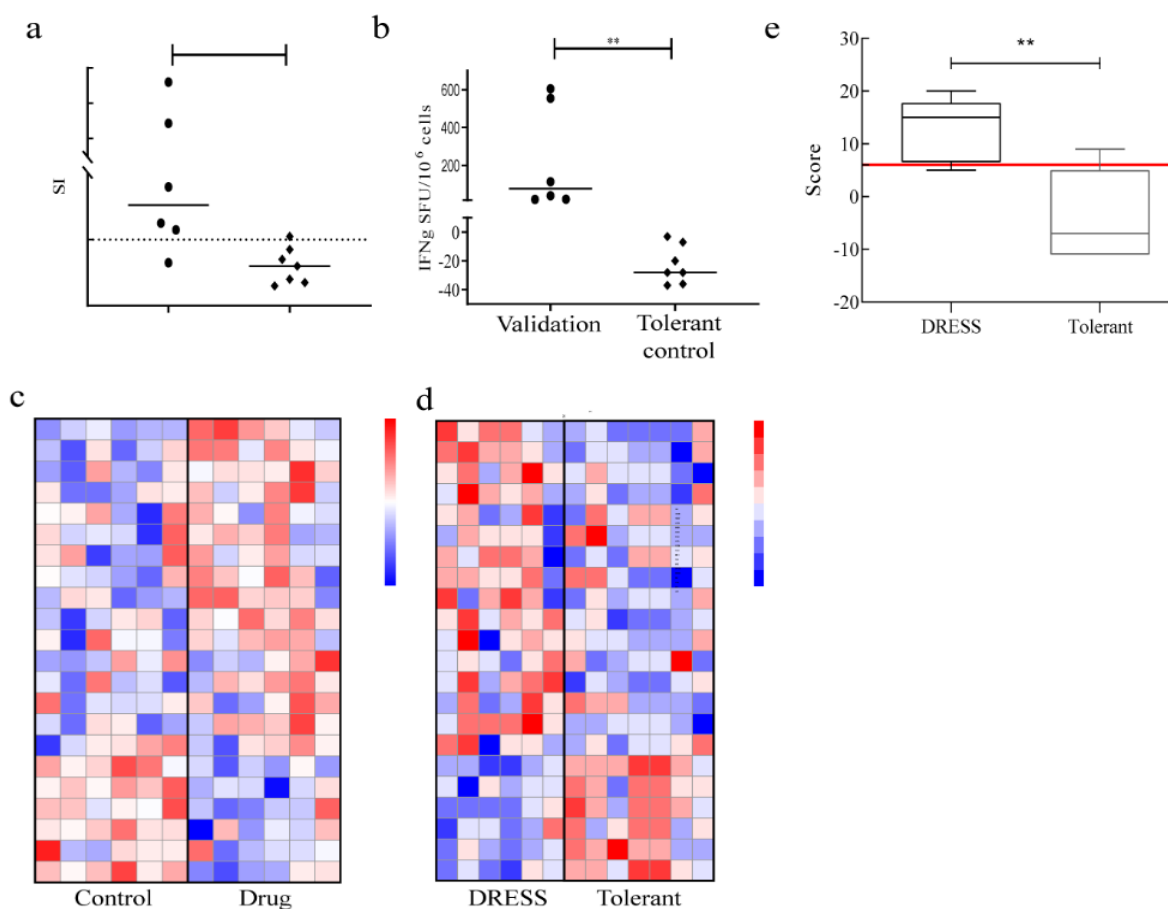 a
SI
b
**
IFNg SFU/10⁶ cells
600
400
200
0
-20
-40
Validation
Tolerant
control
e
**
Score
30
20
10
0
-10
-20
DRESS
Tolerant
c
Control
Drug
d
DRESS
Tolerant